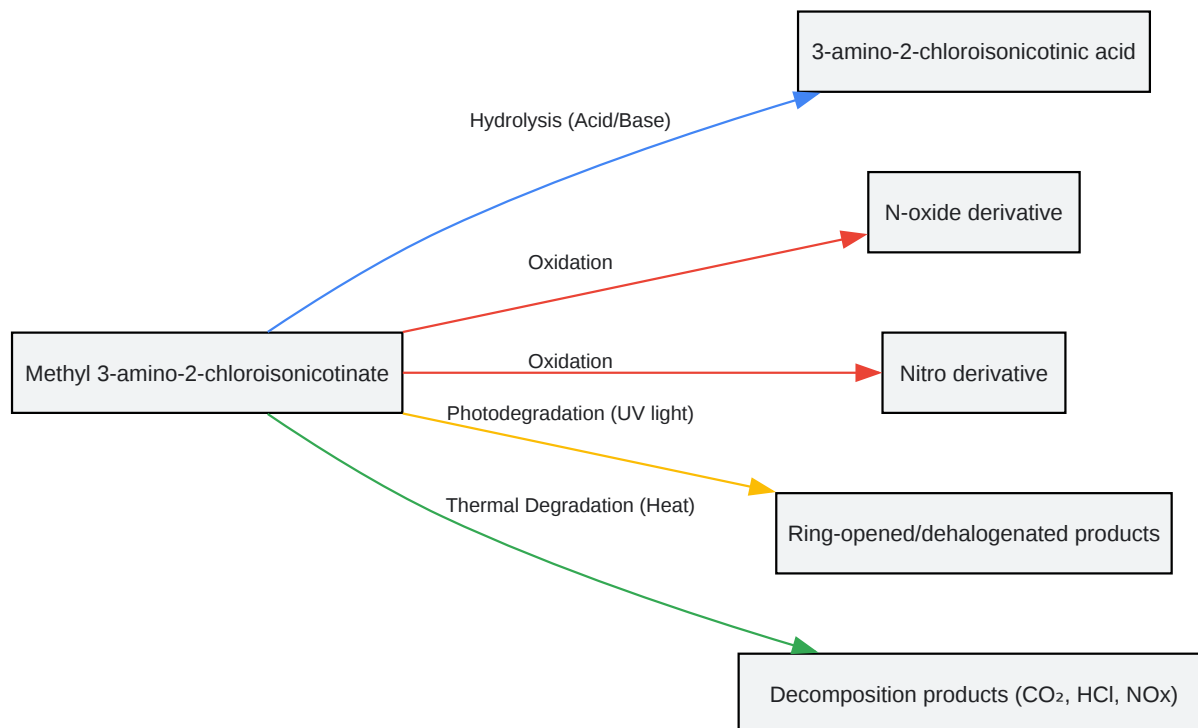 3-amino-2-chloroisonicotinic acid
Hydrolysis (Acid/Base)
N-oxide derivative
Oxidation
Methyl 3-amino-2-chloroisonicotinate
Oxidation
Nitro derivative
Photodegradation (UV light)
Thermal Degradation (Heat)
Ring-opened/dehalogenated products
Decomposition products (CO₂, HCl, NOx)